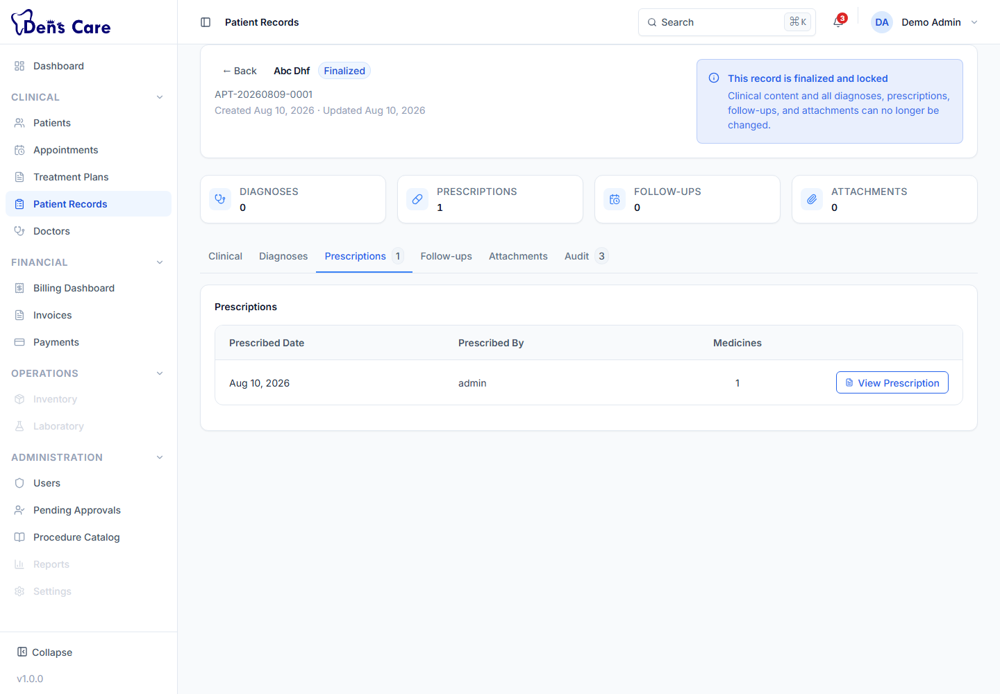 Den's Care
Patient Records
Search
⌘ K
3
DA
Demo Admin
Dashboard
CLINICAL
Patients
Appointments
Treatment Plans
Patient Records
Doctors
FINANCIAL
Billing Dashboard
Invoices
Payments
OPERATIONS
Inventory
Laboratory
ADMINISTRATION
Users
Pending Approvals
Procedure Catalog
Reports
Settings
Collapse
v1.0.0
← Back Abc Dhf Finalized
APT-20260809-0001
Created Aug 10, 2026 · Updated Aug 10, 2026
This record is finalized and locked
Clinical content and all diagnoses, prescriptions,
follow-ups, and attachments can no longer be
changed.
DIAGNOSES
0
PRESCRIPTIONS
1
FOLLOW-UPS
0
ATTACHMENTS
0
Clinical Diagnoses Prescriptions 1 Follow-ups Attachments Audit 3
Prescriptions
Prescribed Date Prescribed By Medicines
Aug 10, 2026 admin 1 View Prescription